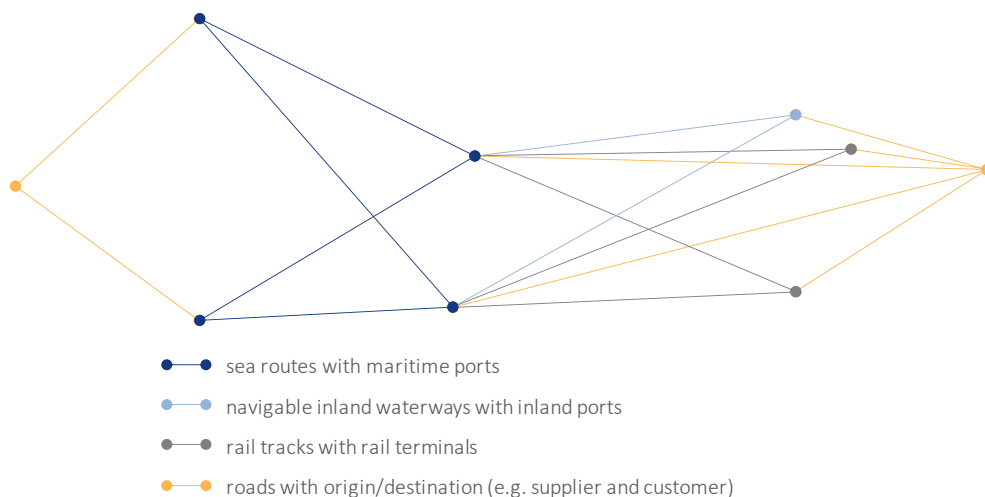 sea routes with maritime ports
navigable inland waterways with inland ports
rail tracks with rail terminals
roads with origin/destination (e.g. supplier and customer)